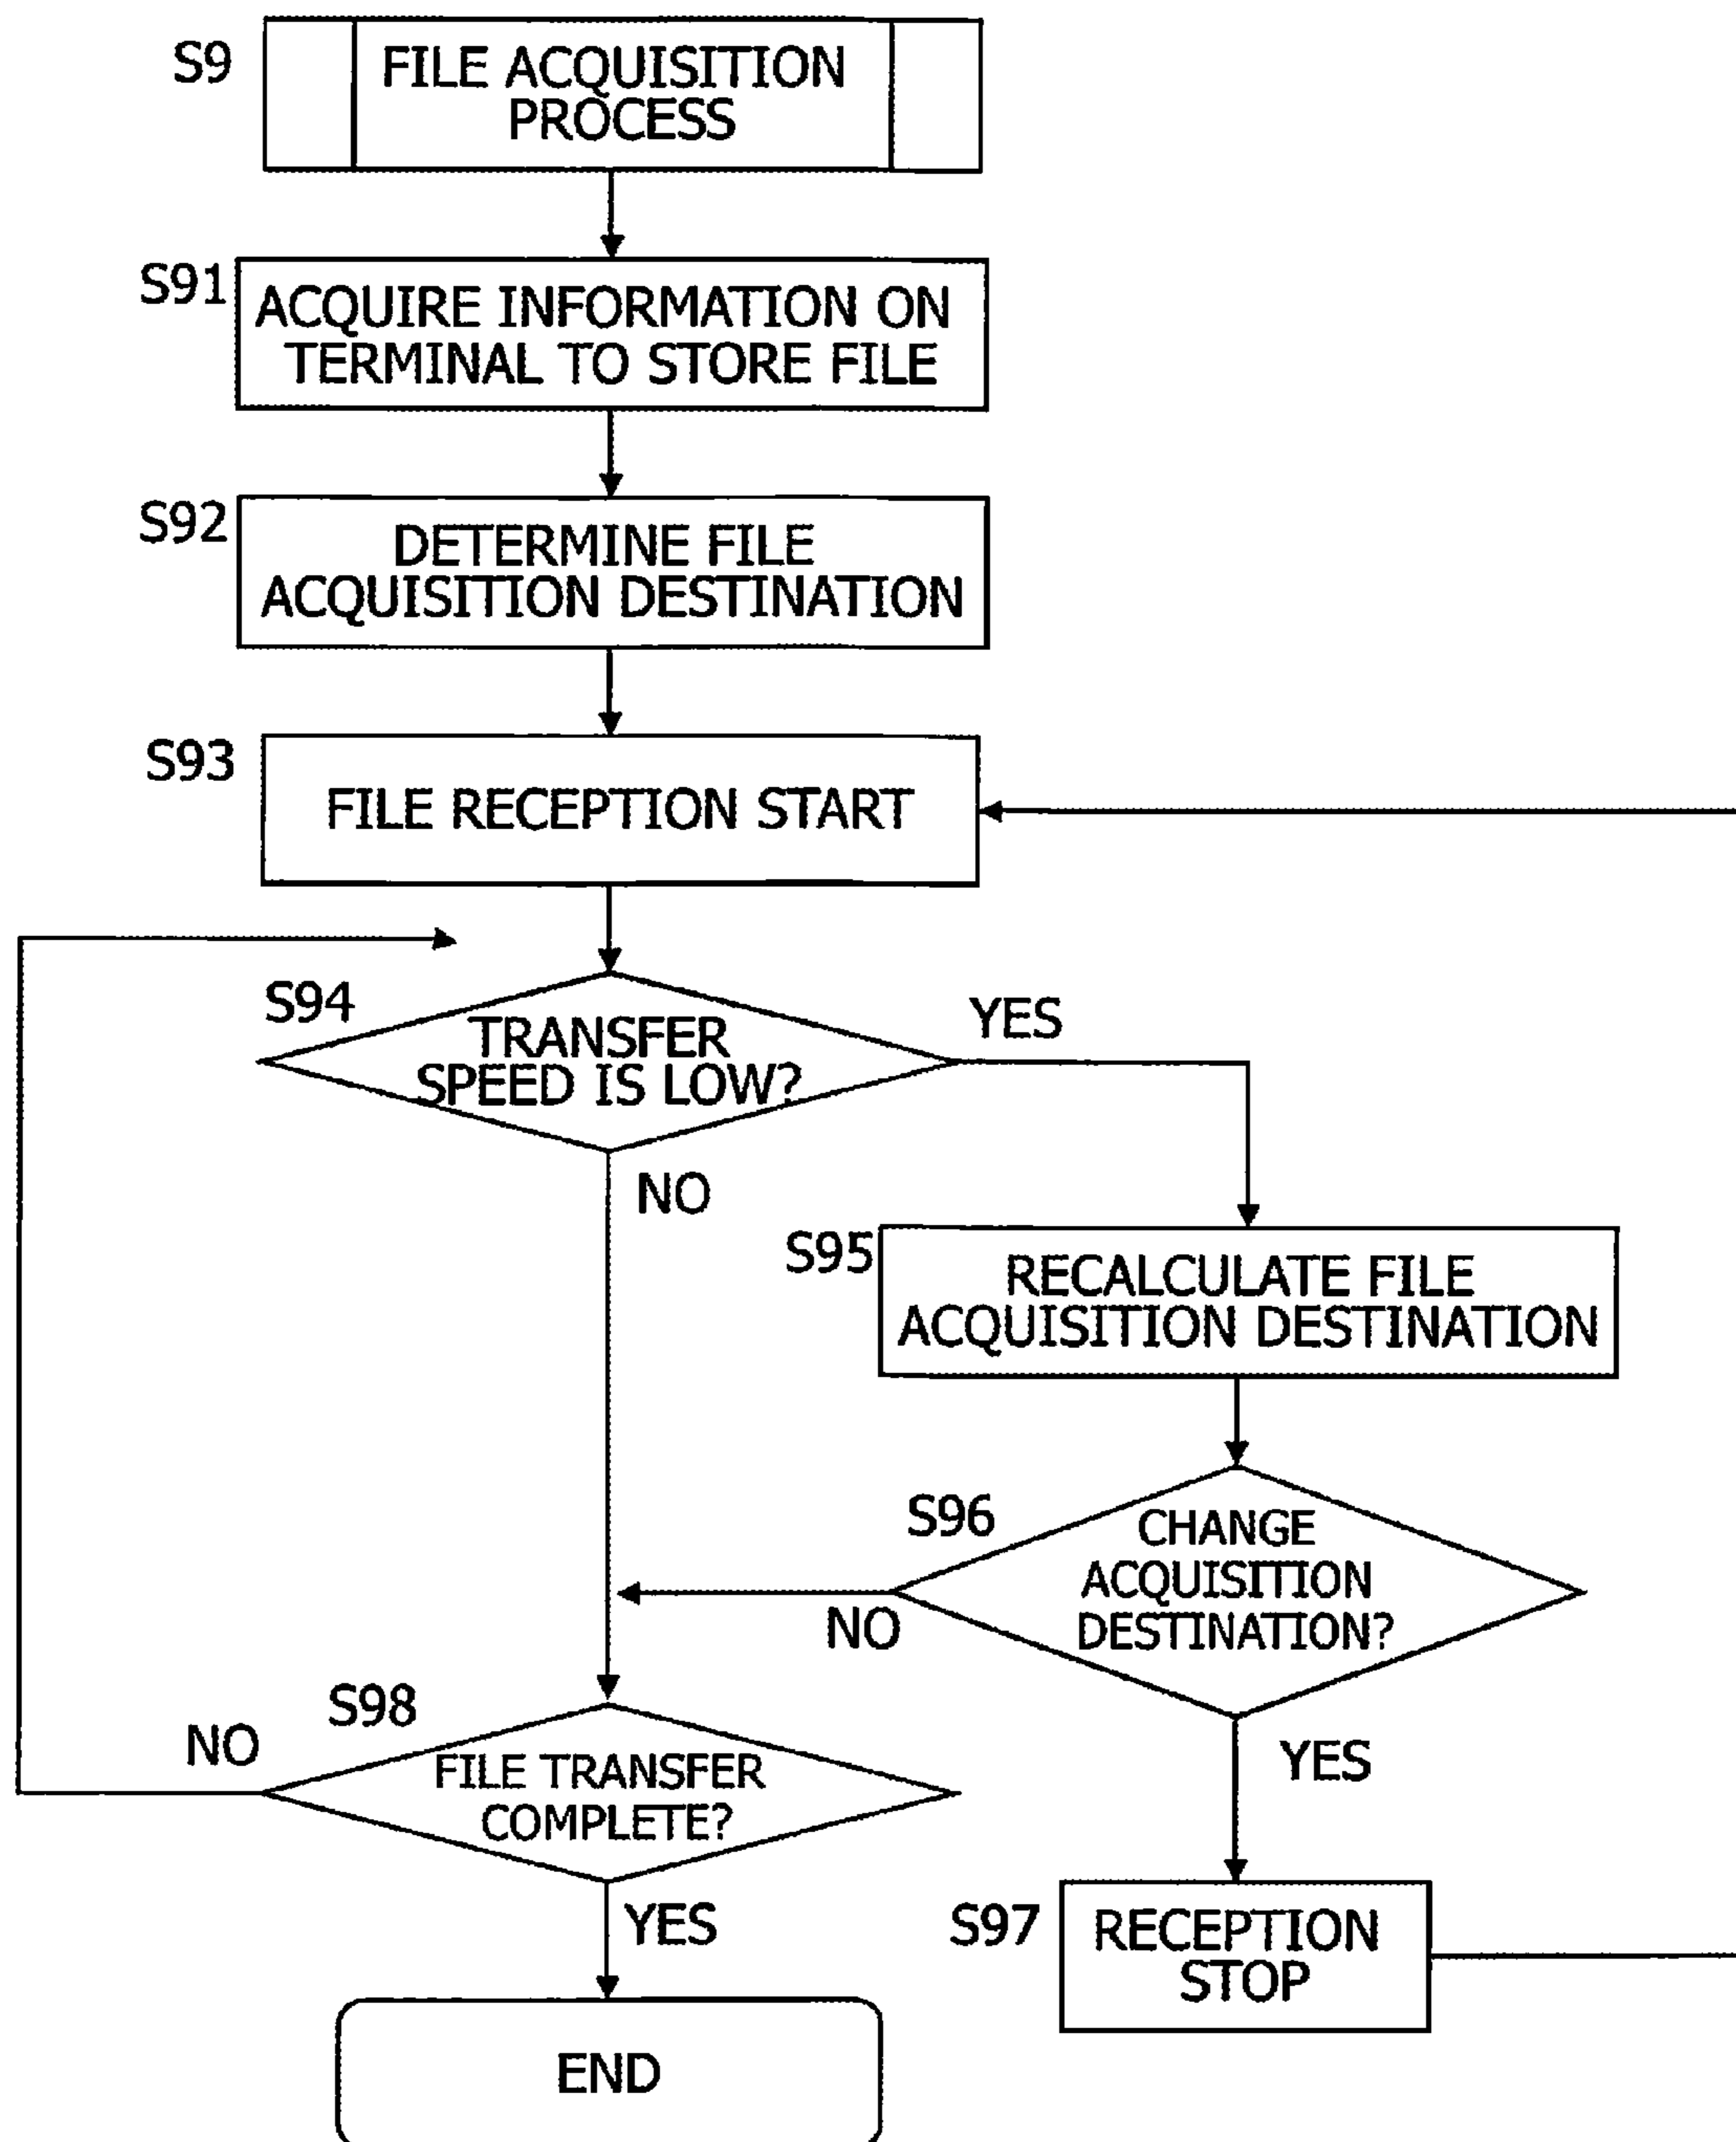 S9
FILE ACQUISITION
PROCESS
S91
ACQUIRE INFORMATION ON
TERMINAL TO STORE FILE
S92
DETERMINE FILE
ACQUISITION DESTINATION
S93
FILE RECEPTION START
S94
TRANSFER
SPEED IS LOW?
YES
NO
S95
RECALCULATE FILE
ACQUISITION DESTINATION
S96
CHANGE
ACQUISITION
DESTINATION?
NO
YES
S98
NO
FILE TRANSFER
COMPLETE?
YES
S97
RECEPTION
STOP
END